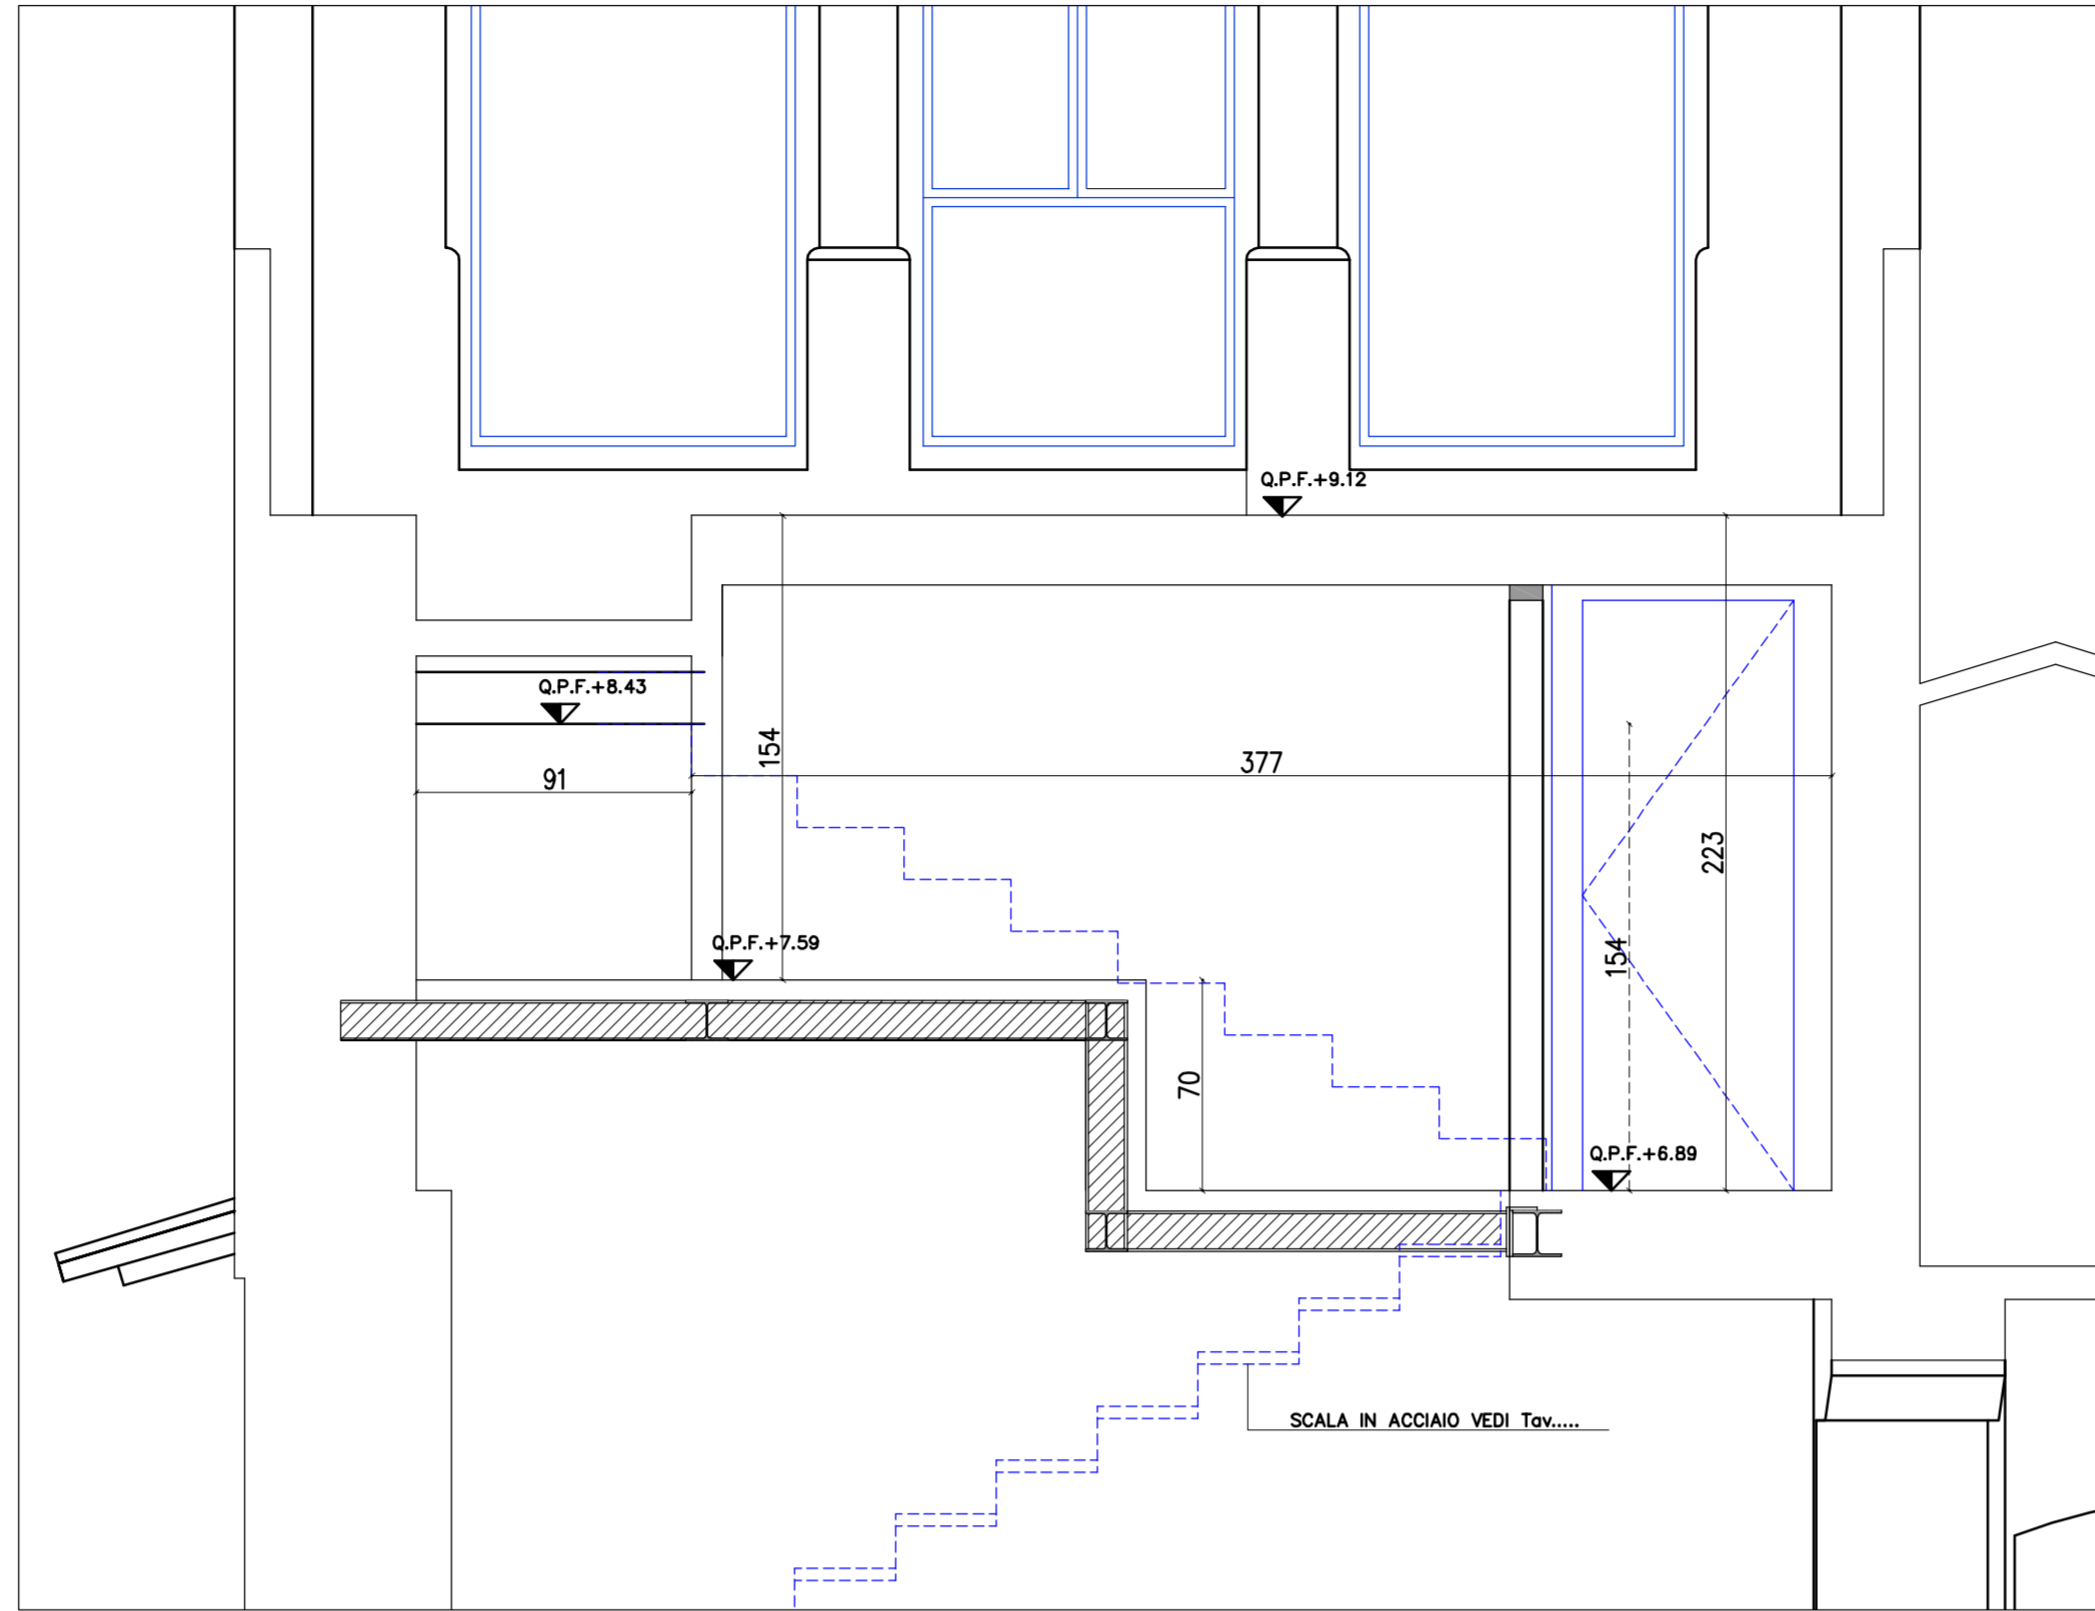 Q.P.F.+9.12
Q.P.F.+8.43
154
377
91
223
Q.P.F.+7.59
154
70
Q.P.F.+6.89
SCALA IN ACCIAIO VEDI Tav.....